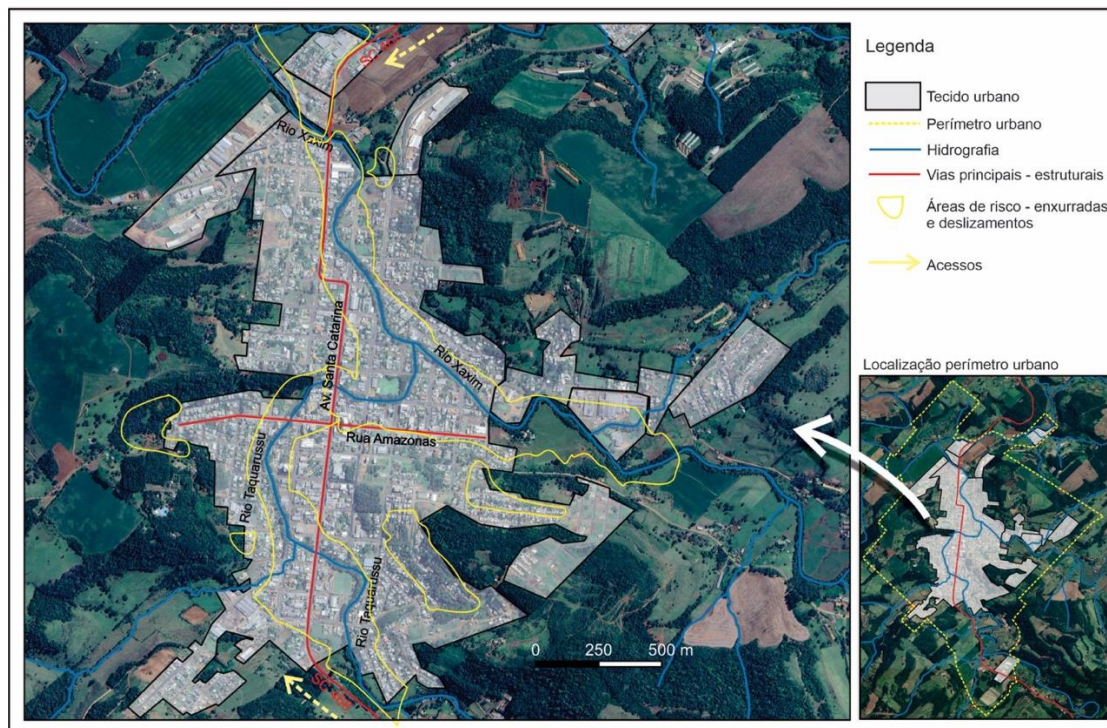 Rio Xaxim
Av. Santa Catarina
Rio Xaxim
Rua Amazonas
Rio Taquarussu
Rio Taquarussu
0 250 500 m
Legenda
Tecido urbano
Perímetro urbano
Hidrografia
Vias principais - estruturais
Áreas de risco - enxurradas
e deslizamentos
Acessos
Localização perímetro urbano